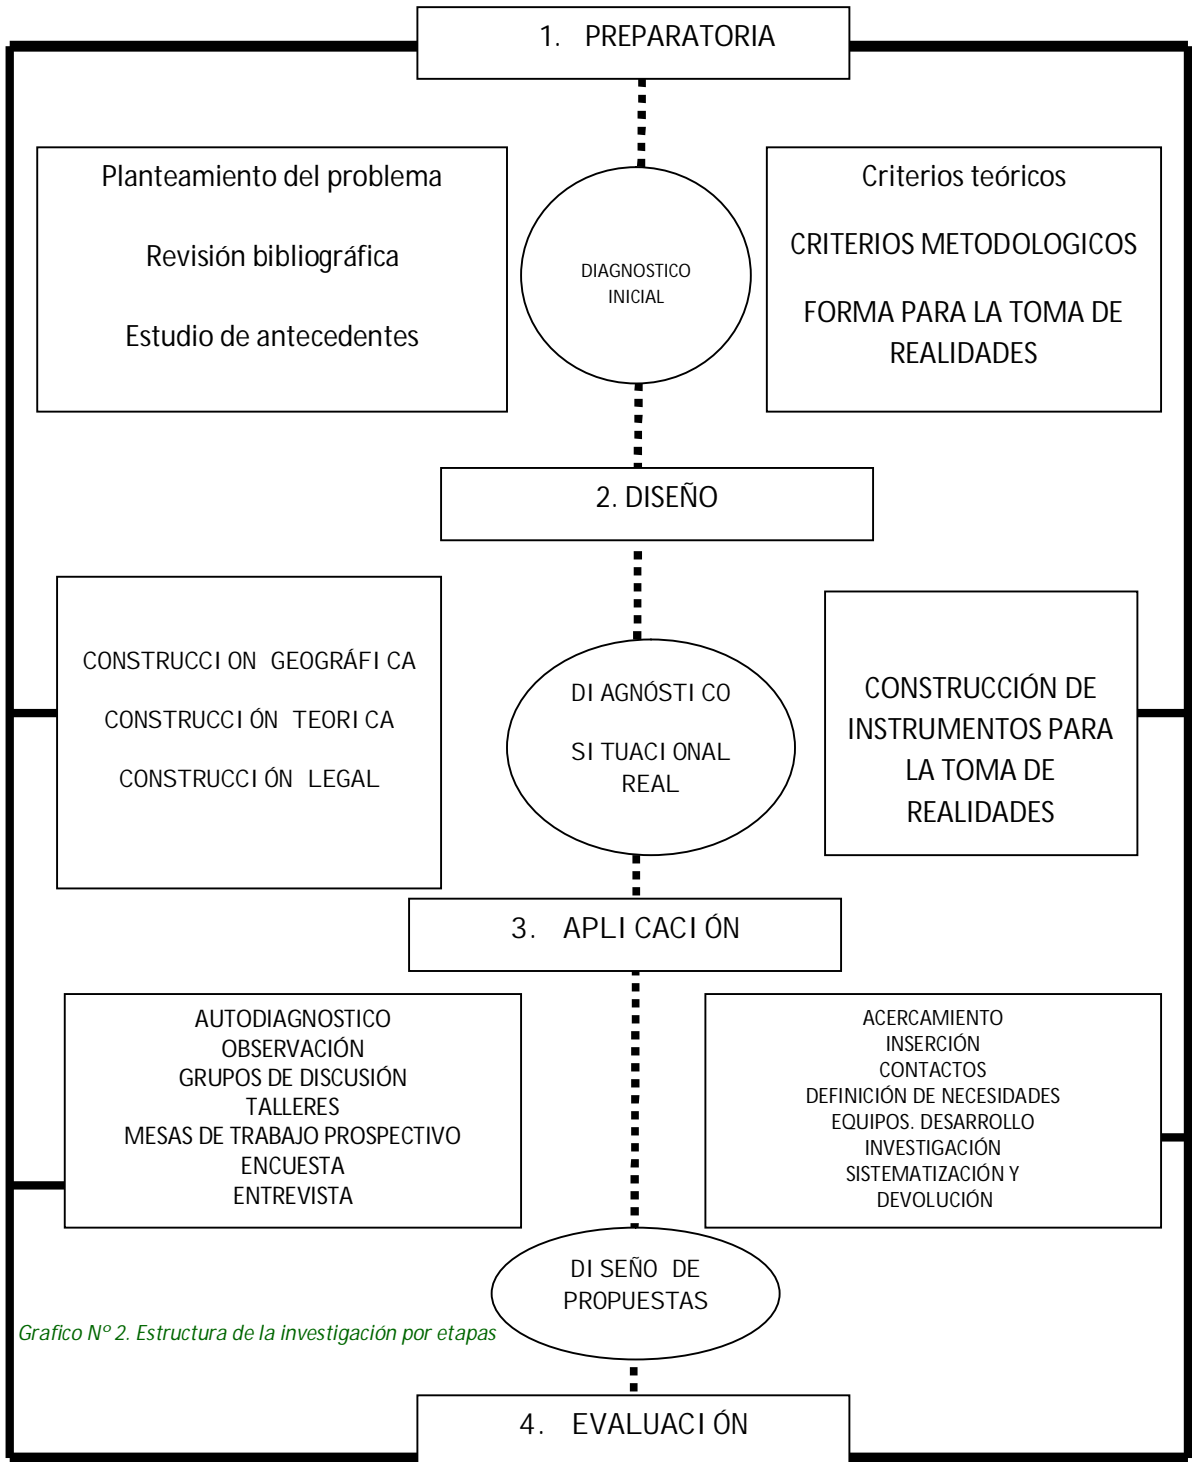 1. PREPARATORIA
Planteamiento del problema
Revisión bibliográfica
Estudio de antecedentes
DIAGNOSTICO
INICIAL
Criterios teóricos
CRITERIOS METODOLOGICOS
FORMA PARA LA TOMA DE
REALIDADES
2. DISEÑO
CONSTRUCCION GEOGRÁFICA
CONSTRUCCIÓN TEORICA
CONSTRUCCIÓN LEGAL
DIAGNÓSTICO
SITUACIONAL
REAL
CONSTRUCCIÓN DE
INSTRUMENTOS PARA
LA TOMA DE
REALIDADES
3. APLICACIÓN
AUTODIAGNOSTICO
OBSERVACIÓN
GRUPOS DE DISCUSIÓN
TALLERES
MESAS DE TRABAJO PROSPECTIVO
ENCUESTA
ENTREVISTA
ACERCAMIENTO
INSERCIÓN
CONTACTOS
DEFINICIÓN DE NECESIDADES
EQUIPOS. DESARROLLO
INVESTIGACIÓN
SISTEMATIZACIÓN Y
DEVOLUCIÓN
DISEÑO DE
PROPUESTAS
Grafico Nº 2. Estructura de la investigación por etapas
4. EVALUACIÓN